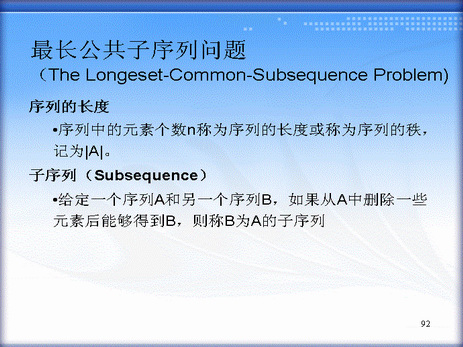 最长公共子序列问题
（The Longeset-Common-Subsequence Problem)
序列的长度
•序列中的元素个数n称为序列的长度或称为序列的秩，
记为|A|。
子序列（Subsequence）
•给定一个序列A和另一个序列B，如果从A中删除一些
元素后能够得到B，则称B为A的子序列
92